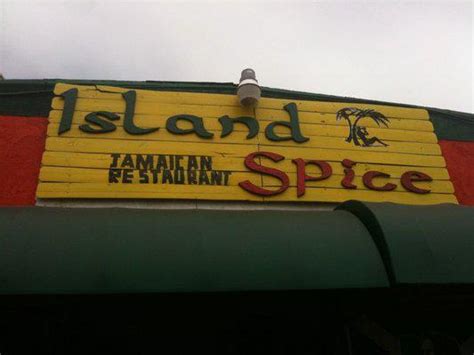 Island
JAMAICAN
RESTAURANT
Spice